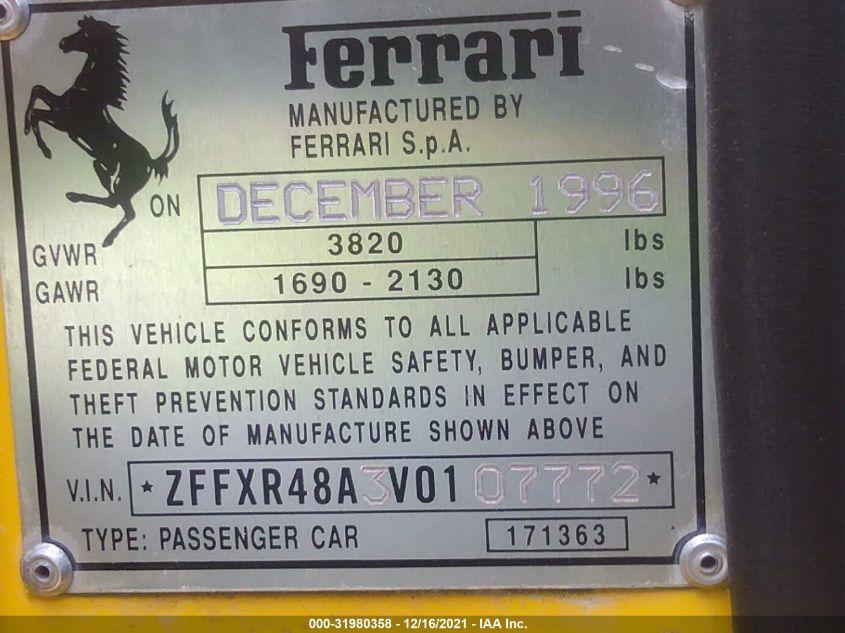 Ferrari
MANUFACTURED BY
FERRARI S.p.A.
ON DECEMBER 1996
GVWR 3820 lbs
GAWR 1690 - 2130 lbs
THIS VEHICLE CONFORMS TO ALL APPLICABLE
FEDERAL MOTOR VEHICLE SAFETY, BUMPER, AND
THEFT PREVENTION STANDARDS IN EFFECT ON
THE DATE OF MANUFACTURE SHOWN ABOVE
V.I.N. * ZFFXR48A3V0107772 *
TYPE: PASSENGER CAR 171363
000-31980358 - 12/16/2021 - IAA Inc.